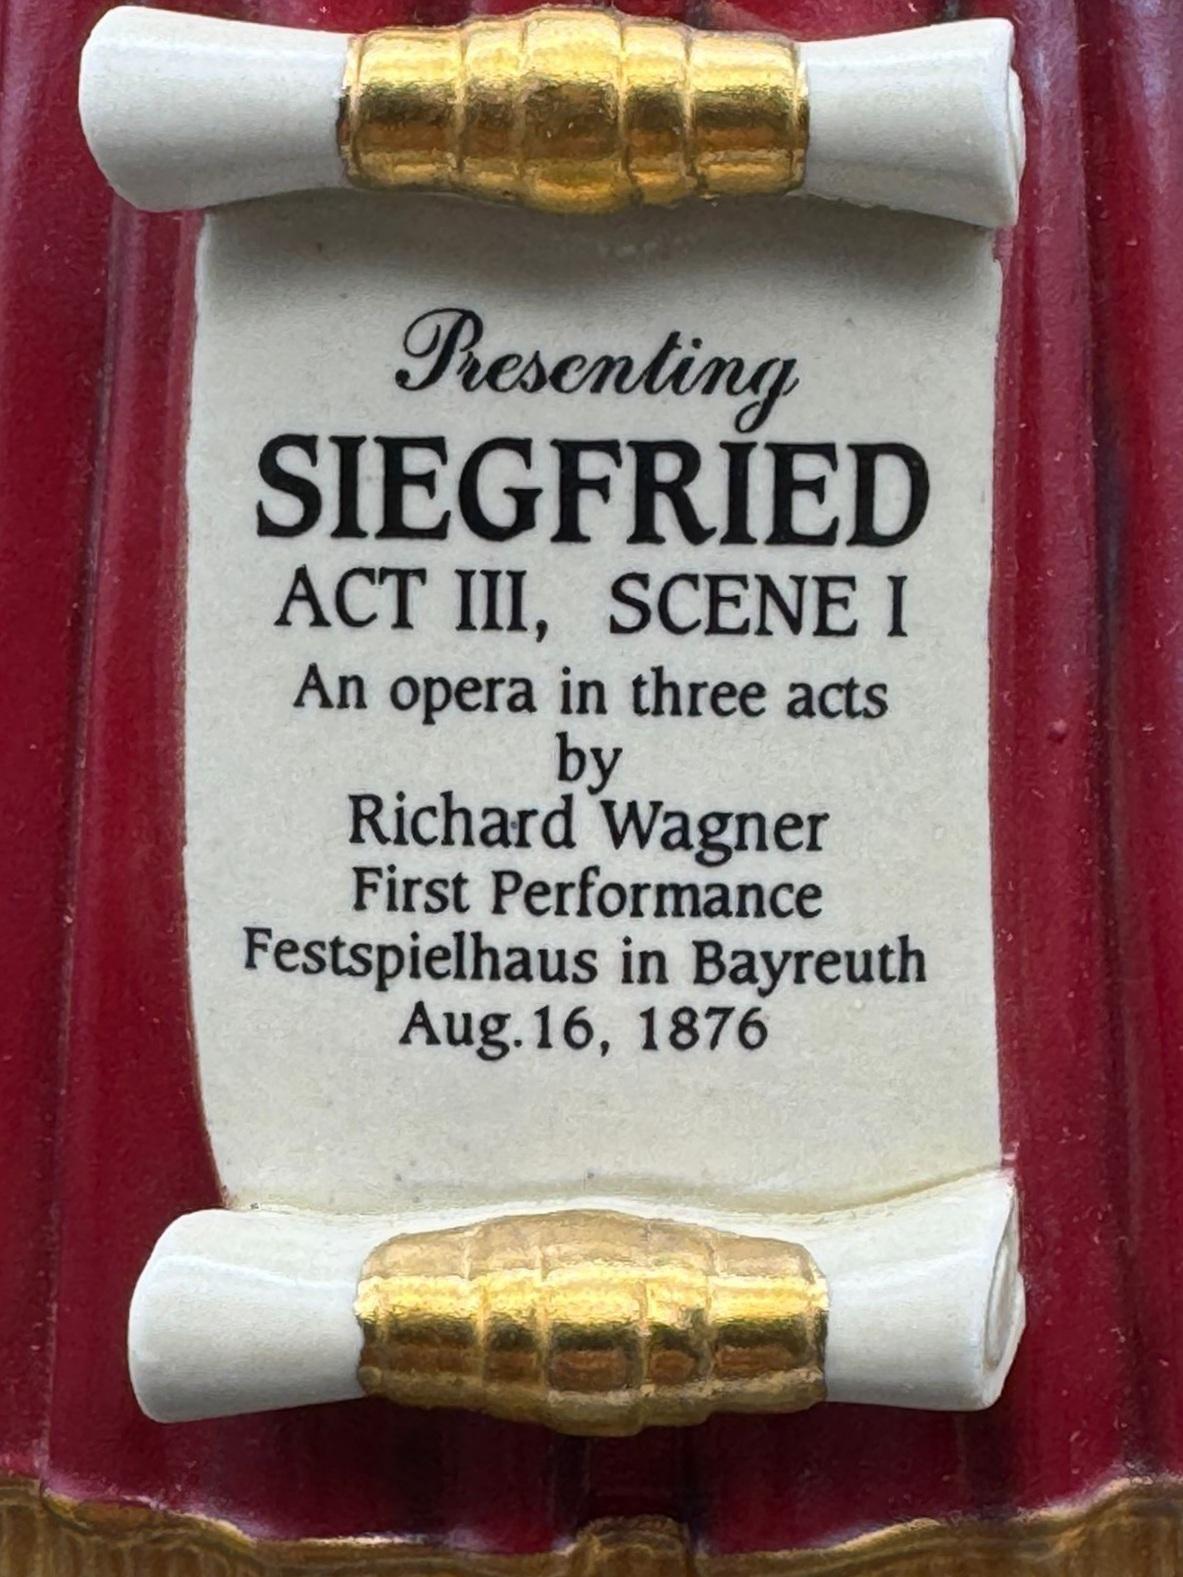 Presenting
SIEGFRIED
ACT III, SCENE I
An opera in three acts
by
Richard Wagner
First Performance
Festspielhaus in Bayreuth
Aug.16, 1876